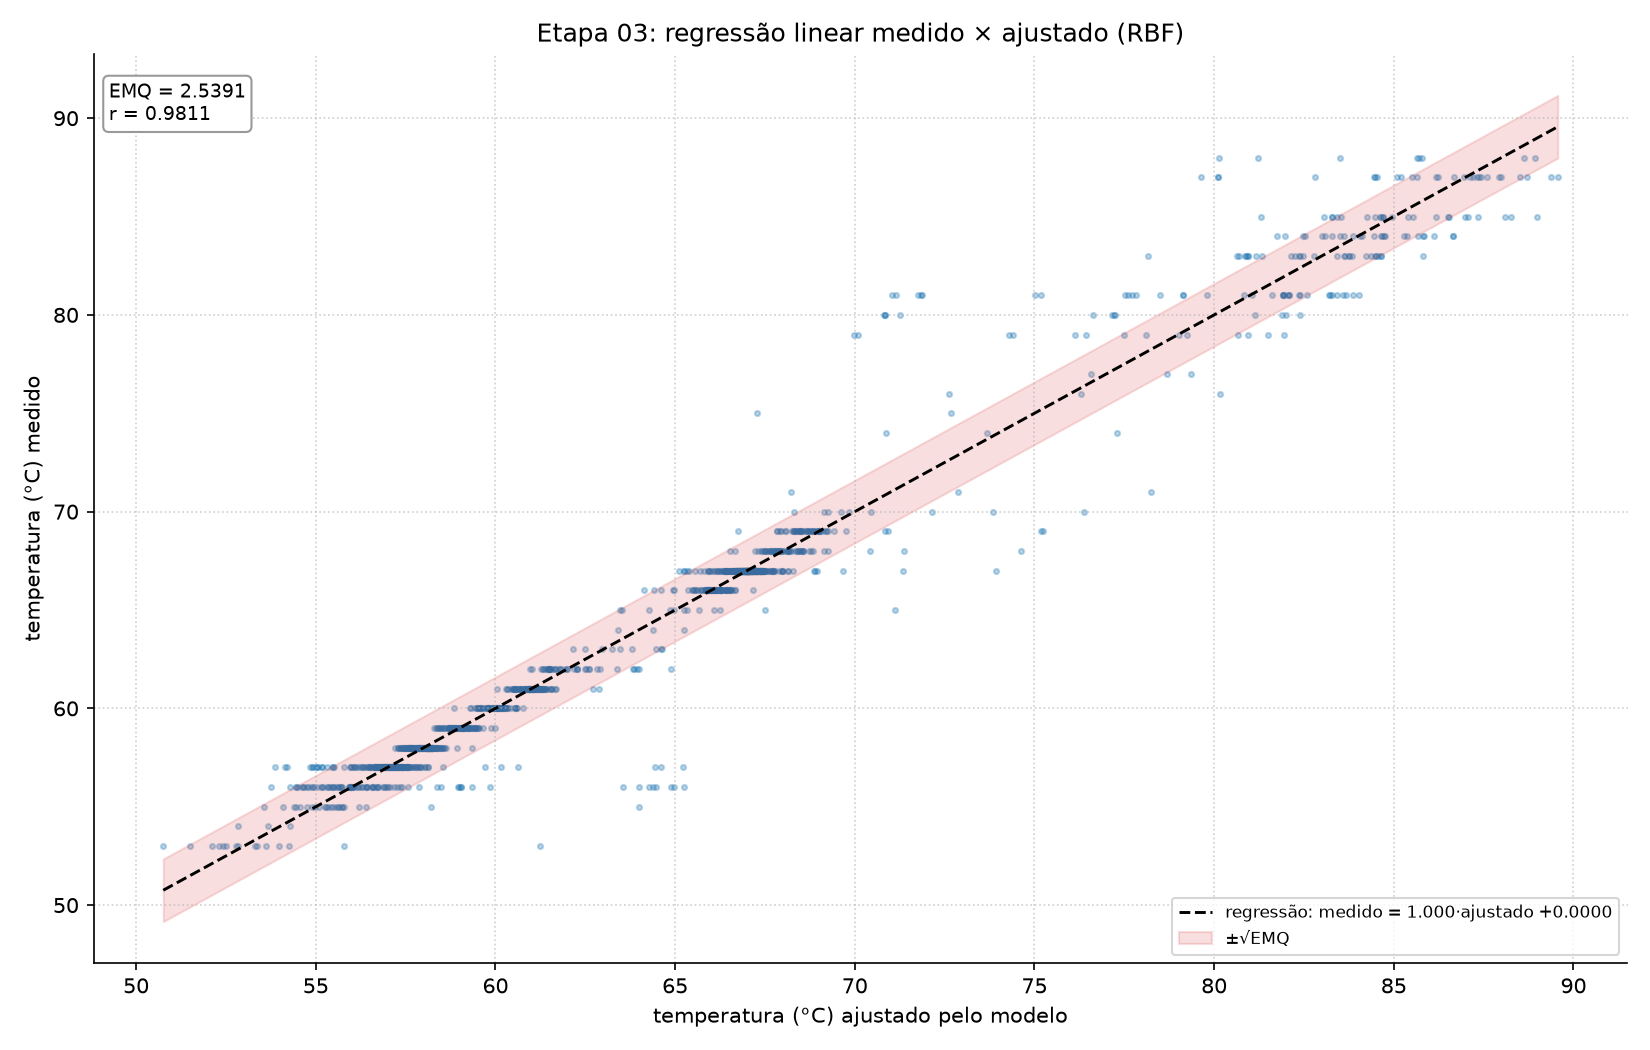 Etapa 03: regressão linear medido × ajustado (RBF)
EMQ = 2.5391
r = 0.9811
temperatura (°C) medido
90
80
70
60
50
regressão: medido = 1.000·ajustado +0.0000
±√EMQ
50 55 60 65 70 75 80 85 90
temperatura (°C) ajustado pelo modelo